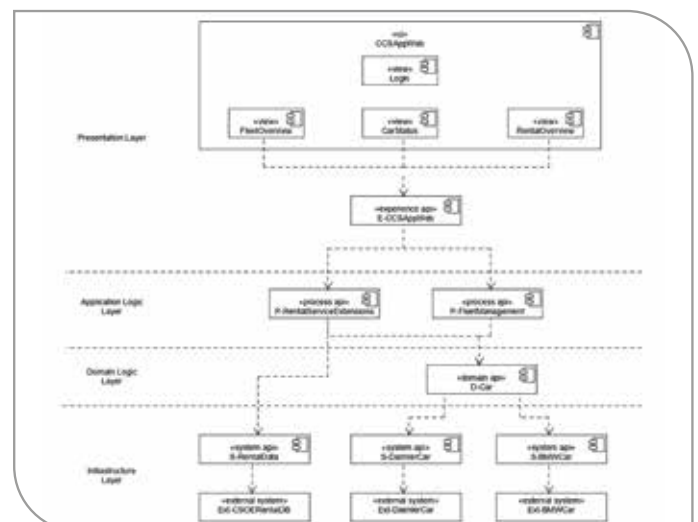 «ui»
CCSAppWeb
«view»
Login
«view»
FleetOverview
«view»
CarStatus
«view»
RentalOverview
Presentation Layer
«experience api»
E-CCSAppWeb
Application Logic
Layer
«process api»
P-RentalServiceExtensions
«process api»
P-FleetManagement
Domain Logic
Layer
«domain api»
D-Car
Infrastructure
Layer
«system api»
S-RentalData
«system api»
S-DaimlerCar
«system api»
S-BMWCar
«external system»
«external system»
Ext-DaimlerCar
«external system»
Ext-BMWCar